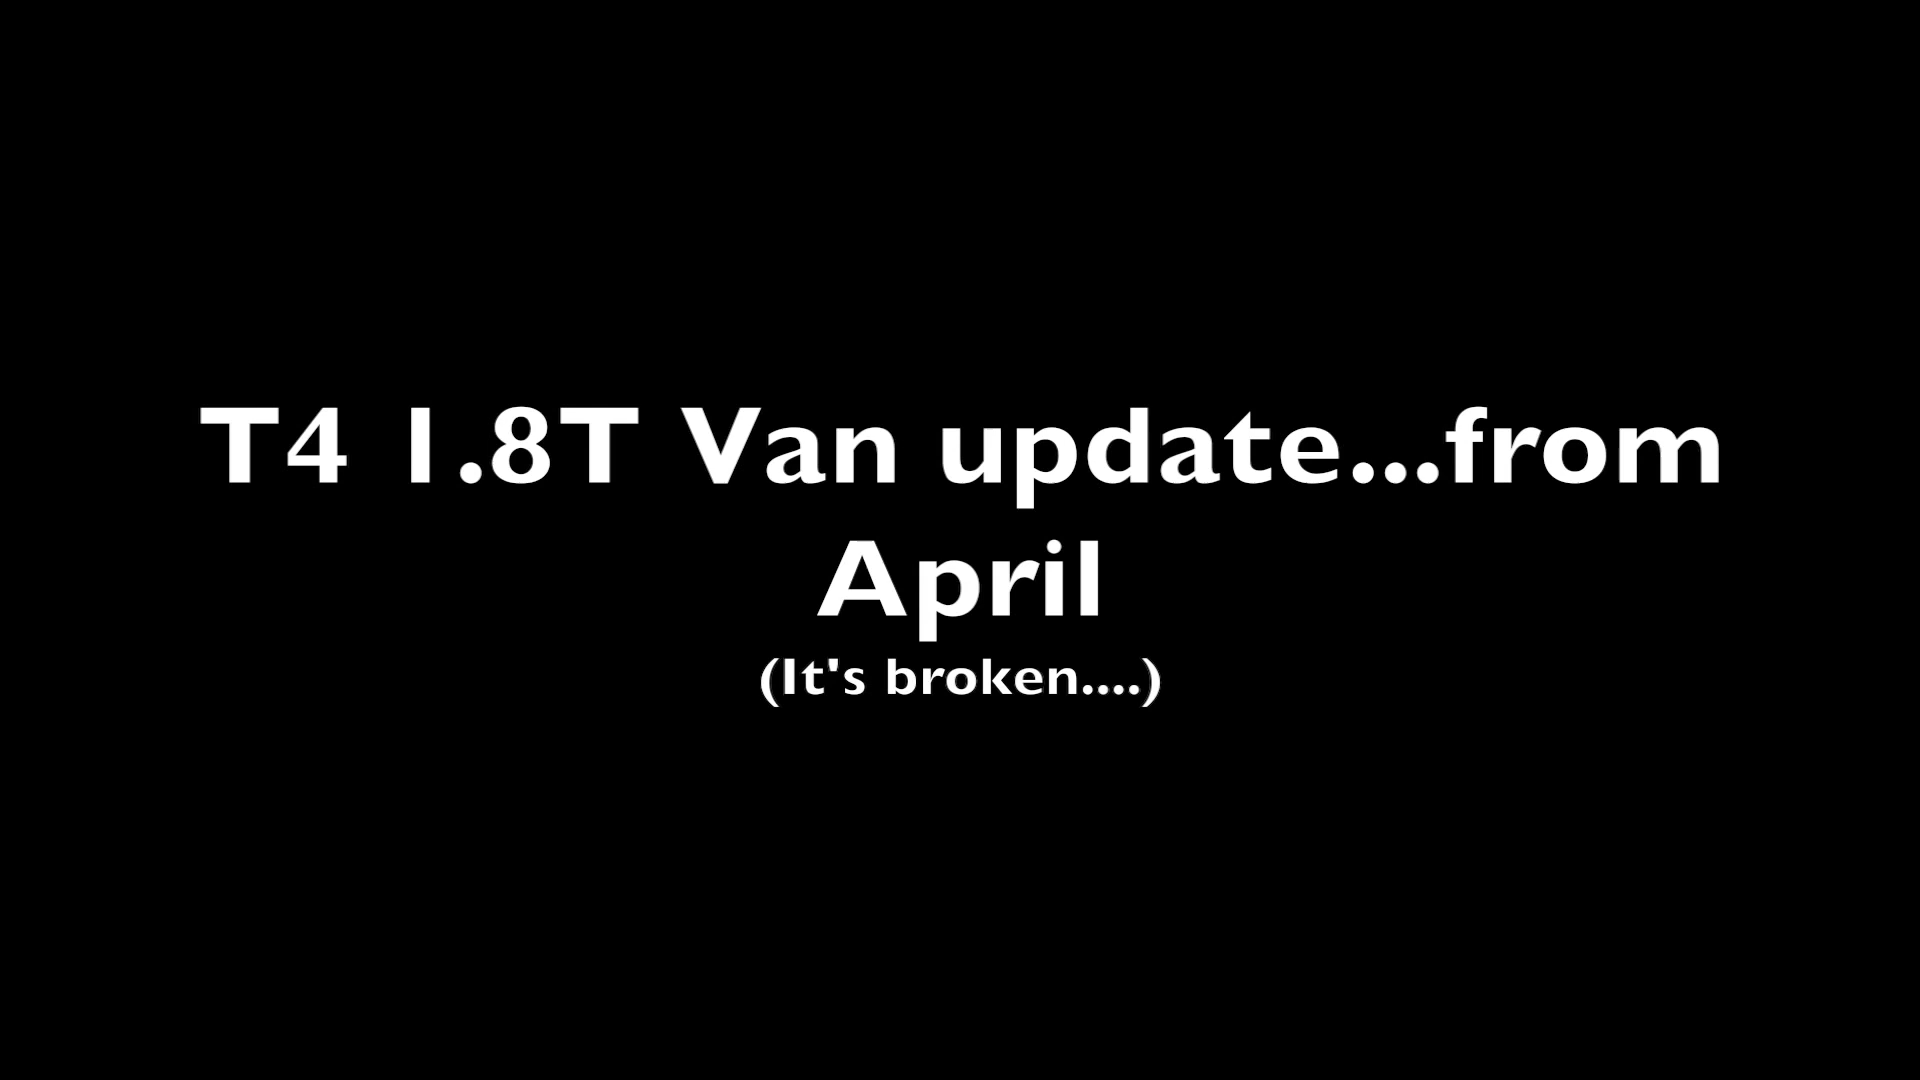 T4 1.8T Van update...from
April
(It's broken....)